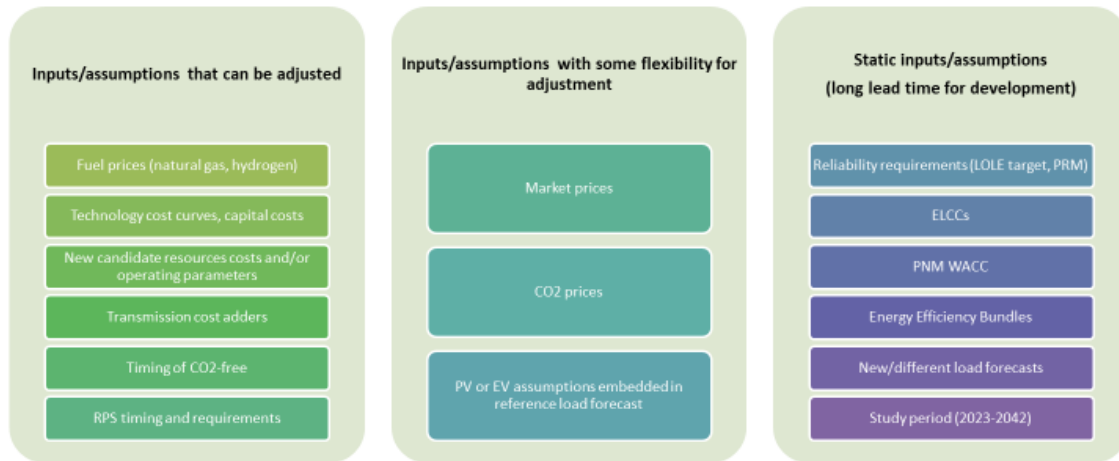 Inputs/assumptions that can be adjusted
Fuel prices (natural gas, hydrogen)
Technology cost curves, capital costs
New candidate resources costs and/or
operating parameters
Transmission cost adders
Timing of CO2-free
RPS timing and requirements
Inputs/assumptions with some flexibility for
adjustment
Market prices
CO2 prices
PV or EV assumptions embedded in
reference load forecast
Static inputs/assumptions
(long lead time for development)
Reliability requirements (LOLE target, PRM)
ELCCs
PNM WACC
Energy Efficiency Bundles
New/different load forecasts
Study period (2023-2042)